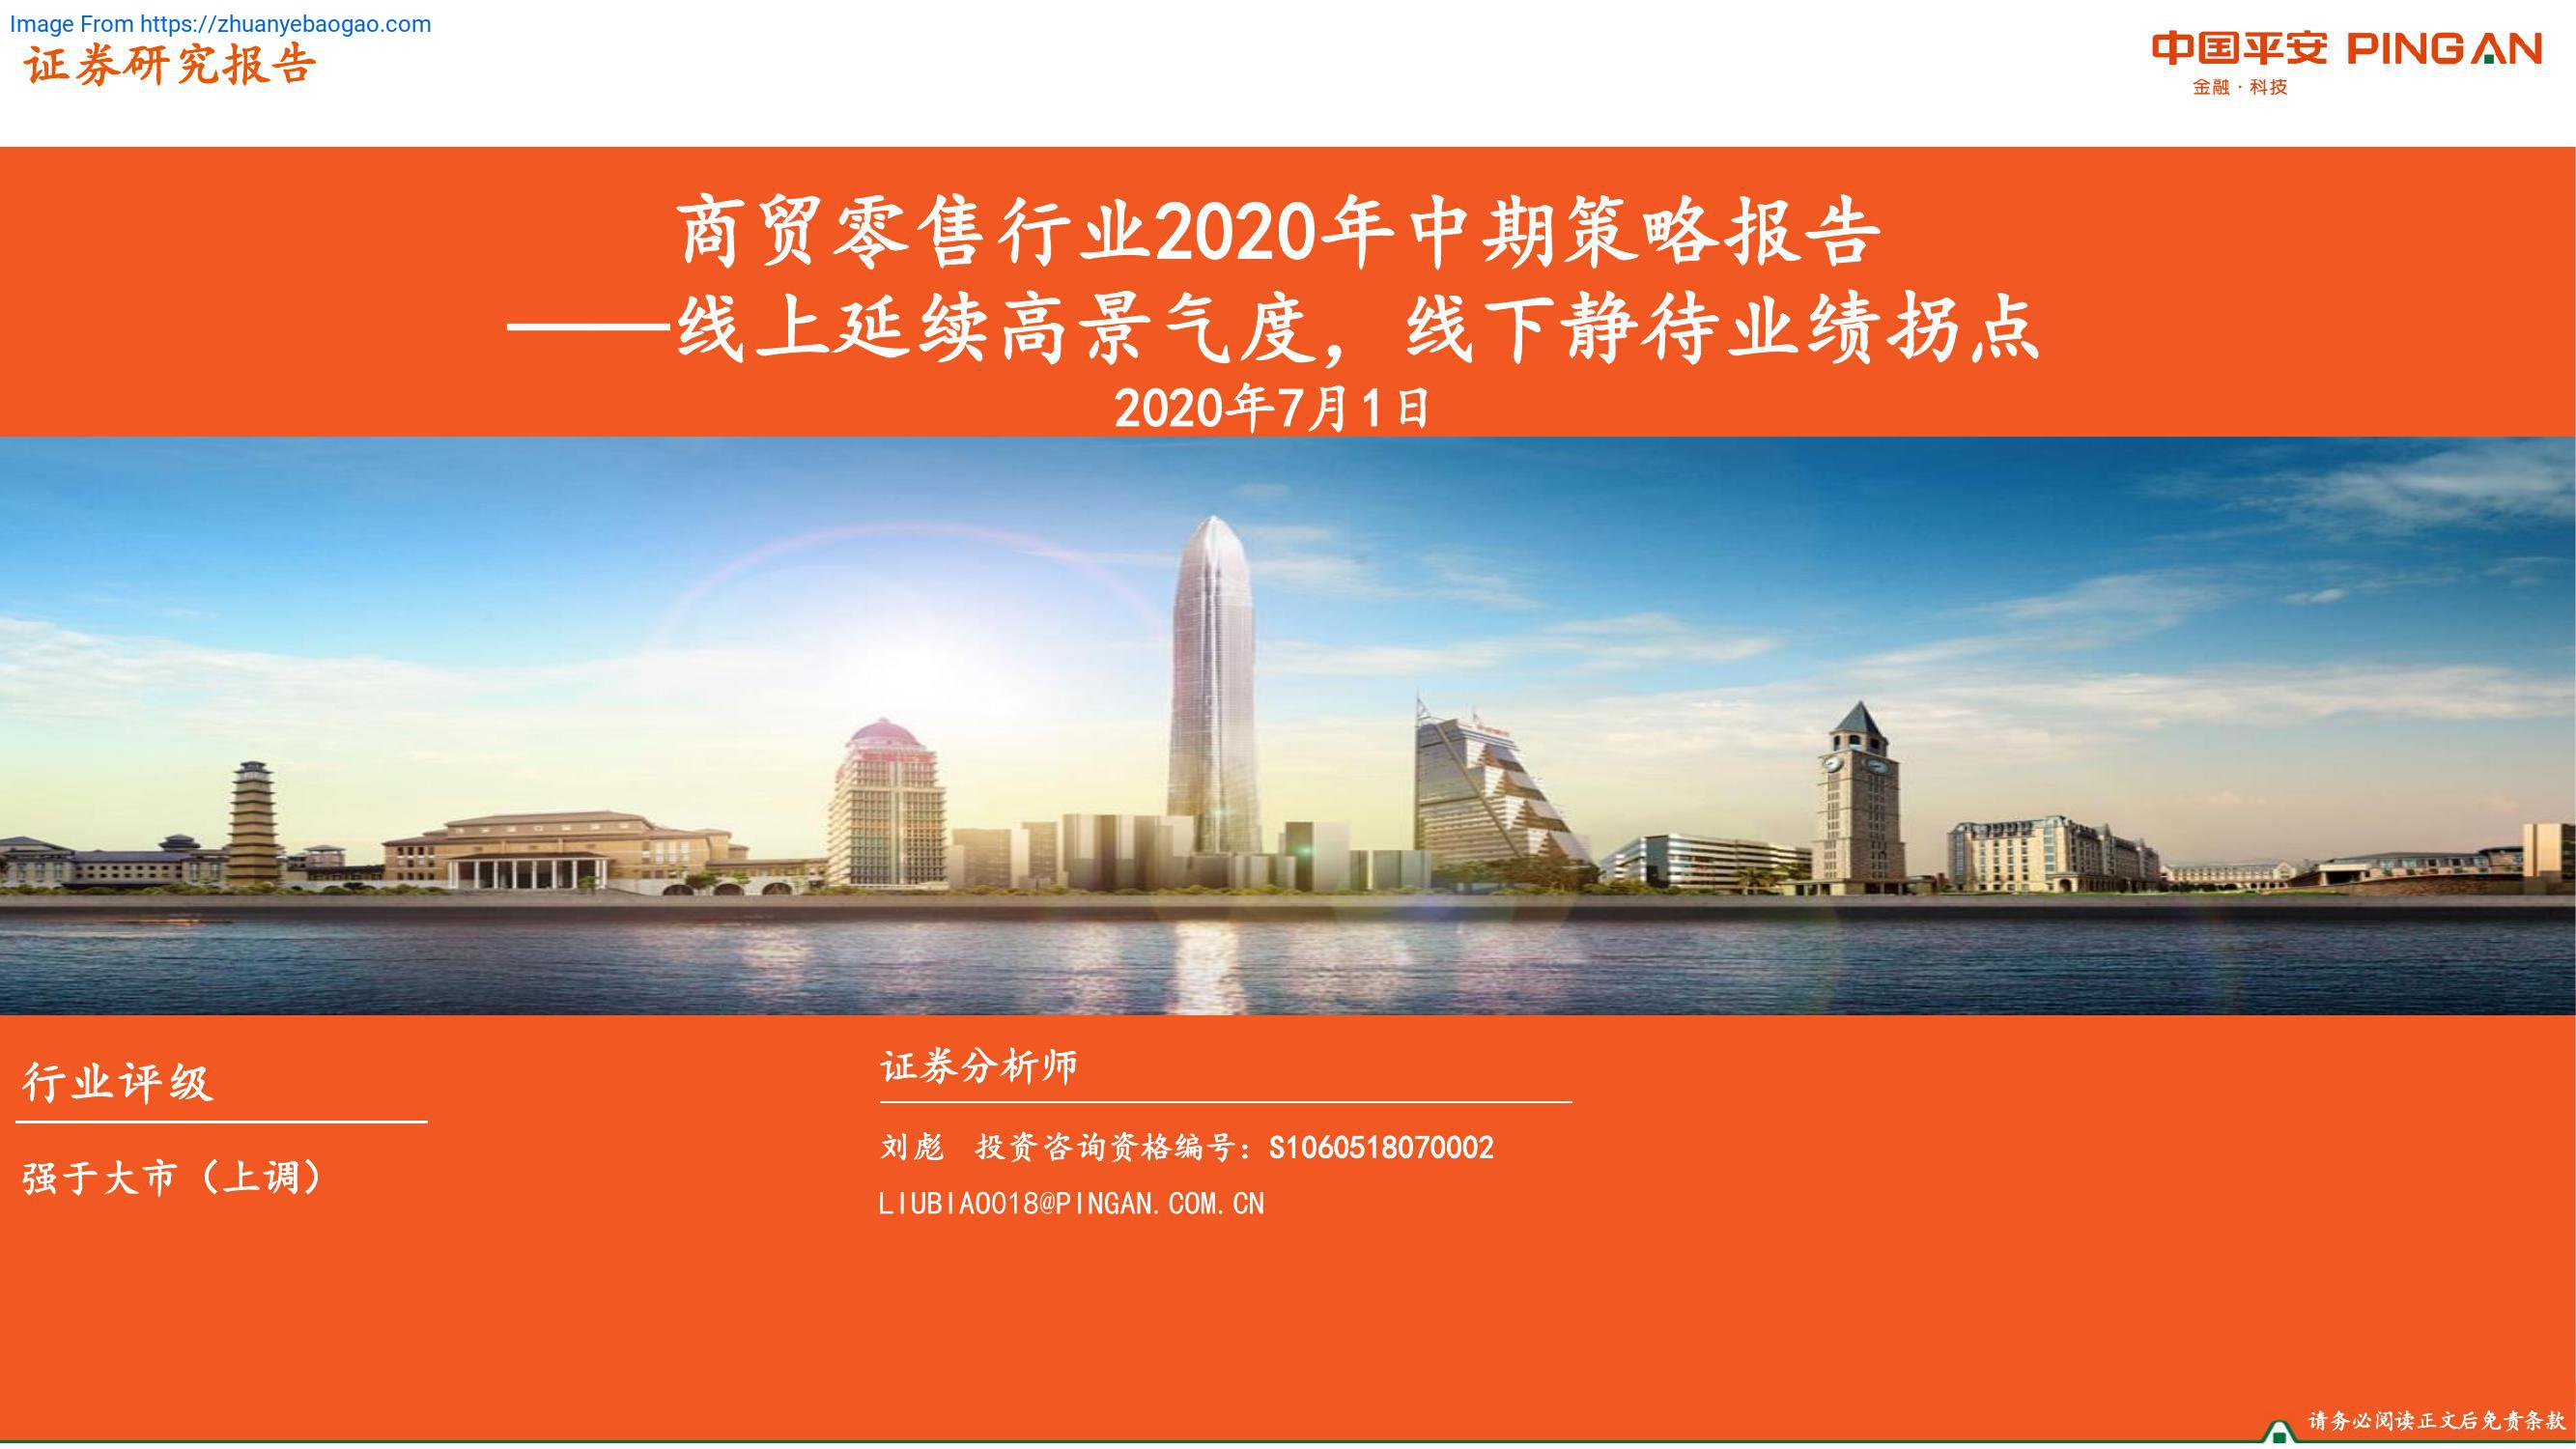 Image From https://zhuanyebaogao.com
证券研究报告
中国平安 PINGAN
金融·科技
商贸零售行业2020年中期策略报告
——线上延续高景气度，线下静待业绩拐点
2020年7月1日
行业评级
强于大市（上调）
证券分析师
刘彪 投资咨询资格编号：S1060518070002
LIUBIAO018@PINGAN.COM.CN
请务必阅读正文后免责条款